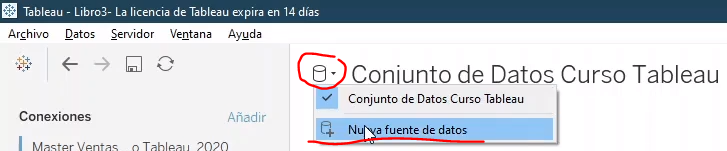 Tableau - Libro3- La licencia de Tableau expira en 14 días
Archivo Datos Servidor Ventana Ayuda
Conjunto de Datos Curso Tableau
Conjunto de Datos Curso Tableau
Conexiones Añadir
Nueva fuente de datos
Master Ventas ... o Tableau_2020